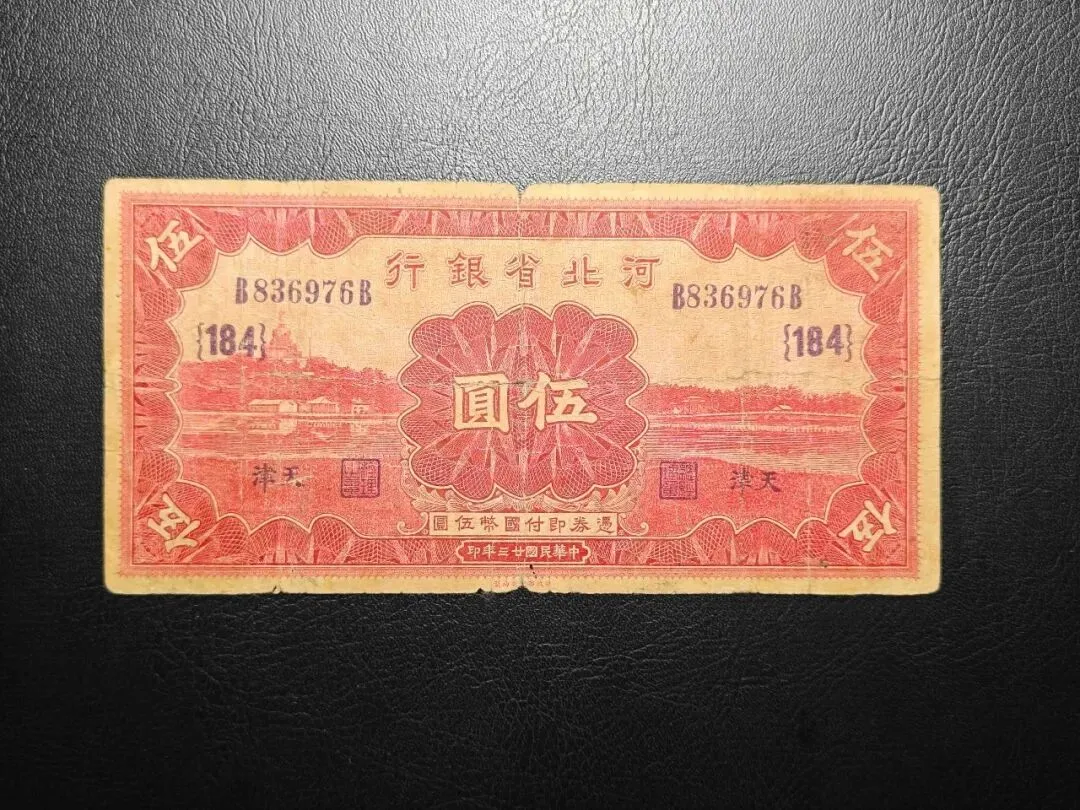 伍
伍
河北省銀行
B836976B
B836976B
{184}
{184}
伍圓
天津
天津
憑券即付國幣伍圓
中華民國廿三年印
伍
伍